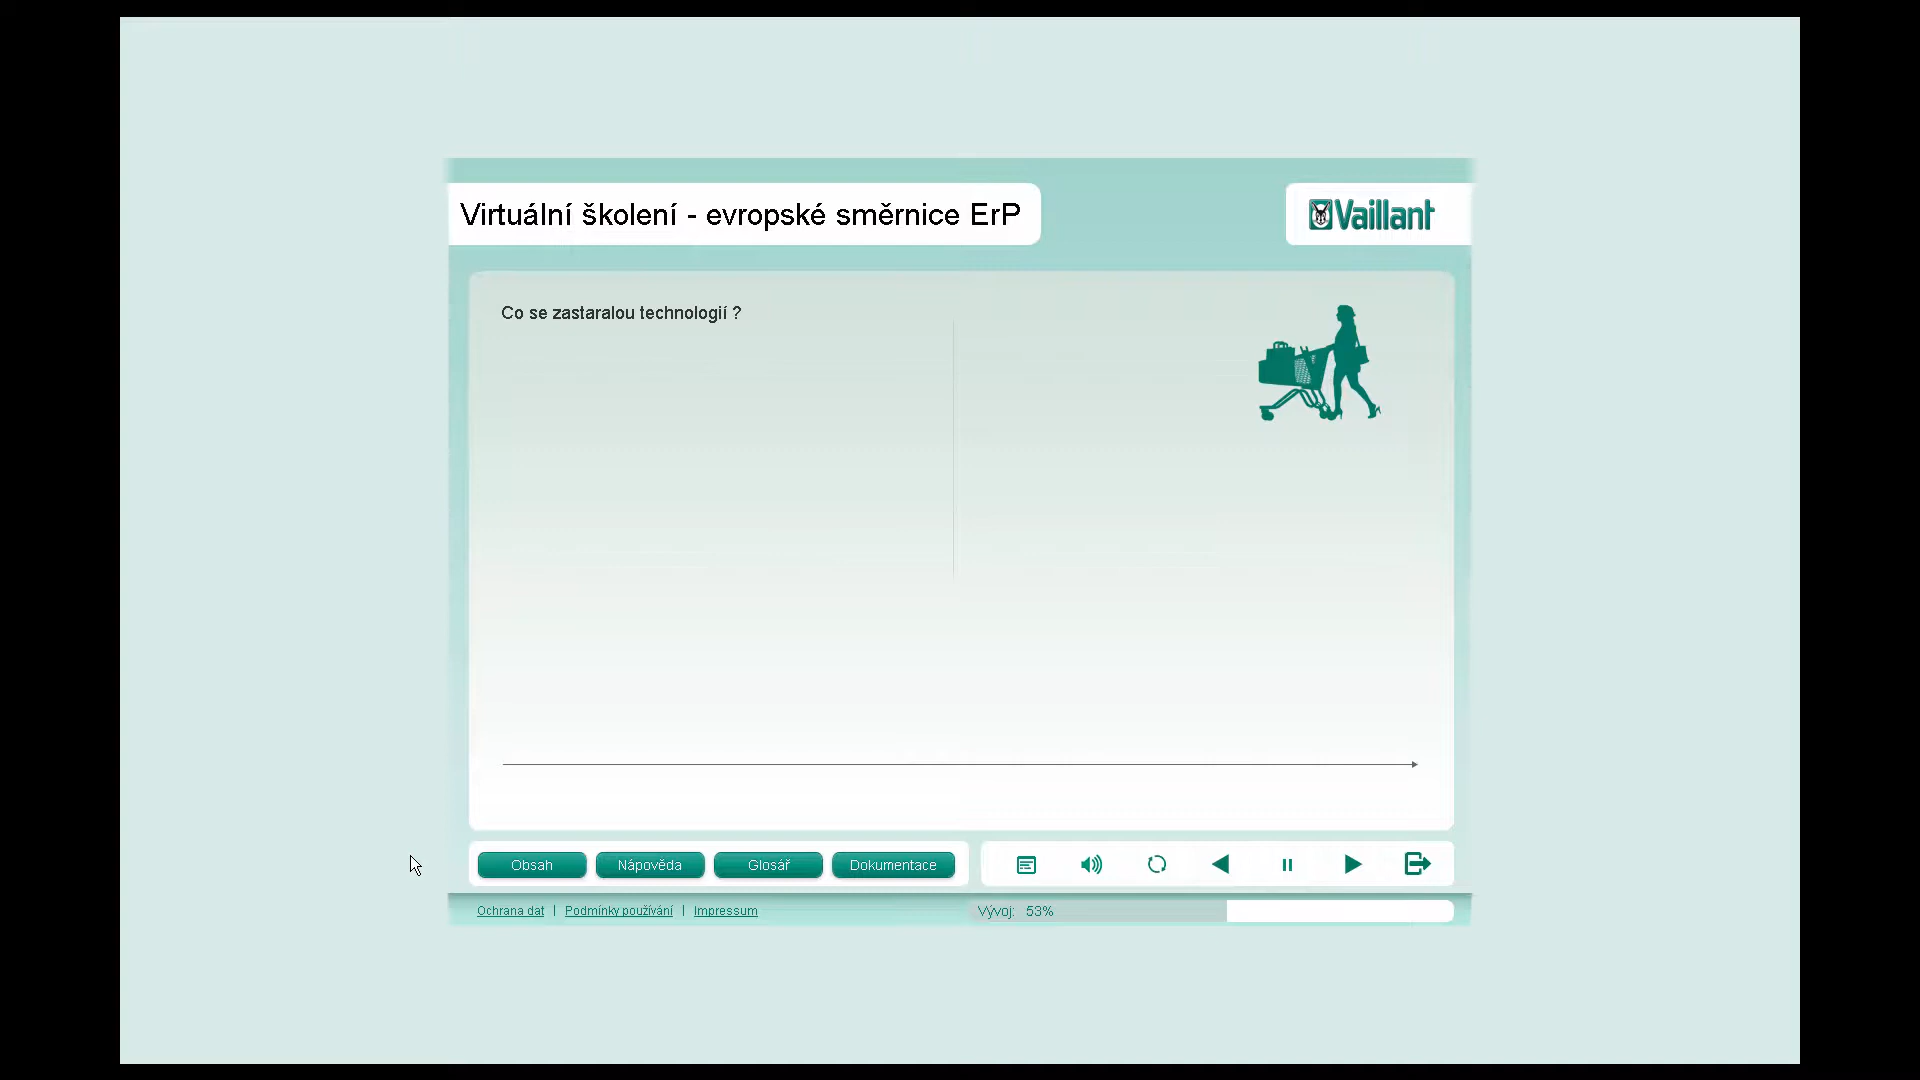 Virtuální školení - evropské směrnice ErP
Vaillant
Co se zastaralou technologií ?
Obsah
Nápověda
Glosář
Dokumentace
Ochrana dat | Podmínky používání | Impressum
Vývoj: 53%